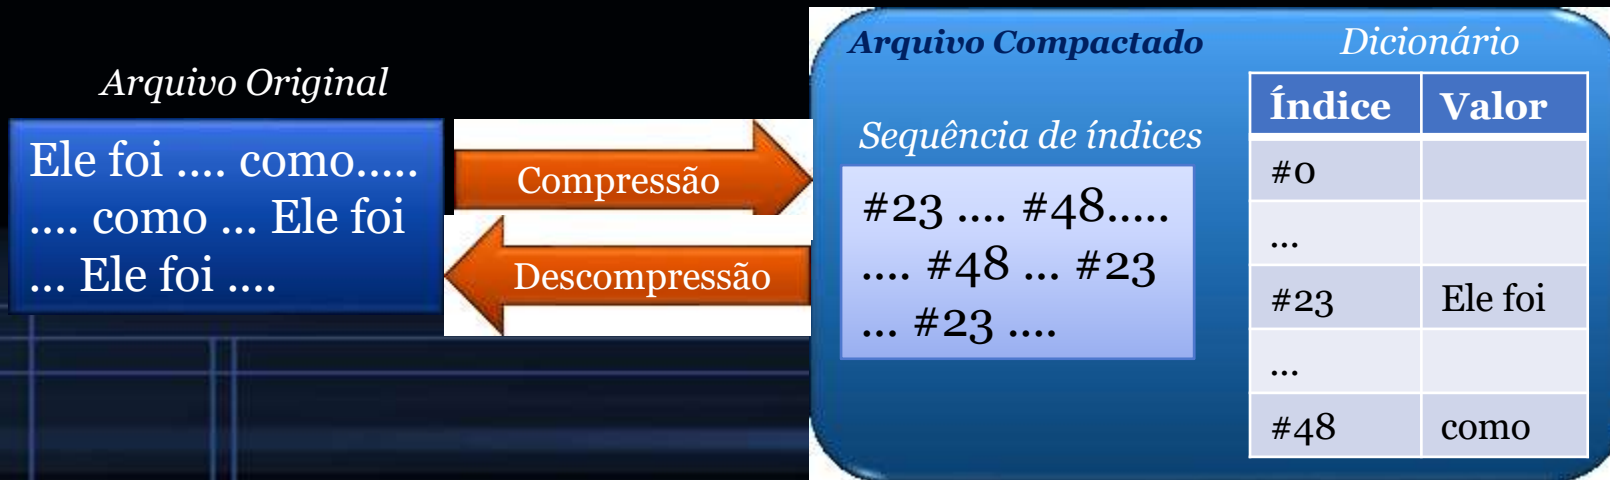 Arquivo Original
Ele foi .... como.....
.... como ... Ele foi
... Ele foi ....
Compressão
Descompressão
Arquivo Compactado
Sequência de índices
#23 .... #48.....
.... #48 ... #23
... #23 ....
Dicionário
Índice Valor
#0
...
#23 Ele foi
...
#48 como